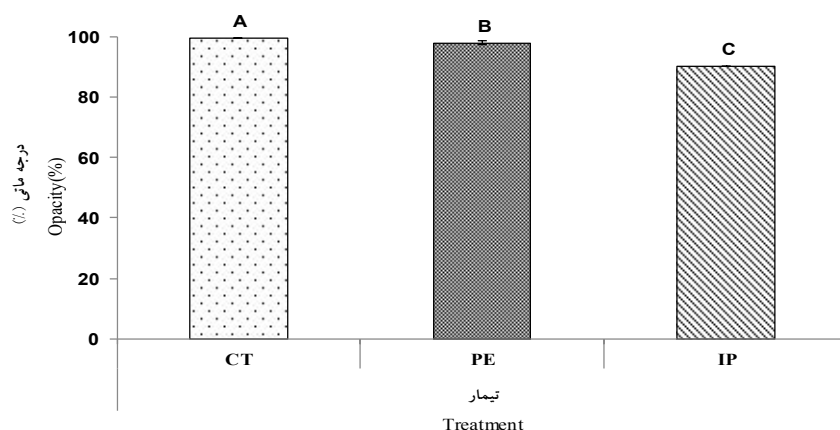 درجه ماتی (٪)
Opacity(%)
100
80
60
40
20
0
A
B
C
CT PE IP
تیمار
Treatment